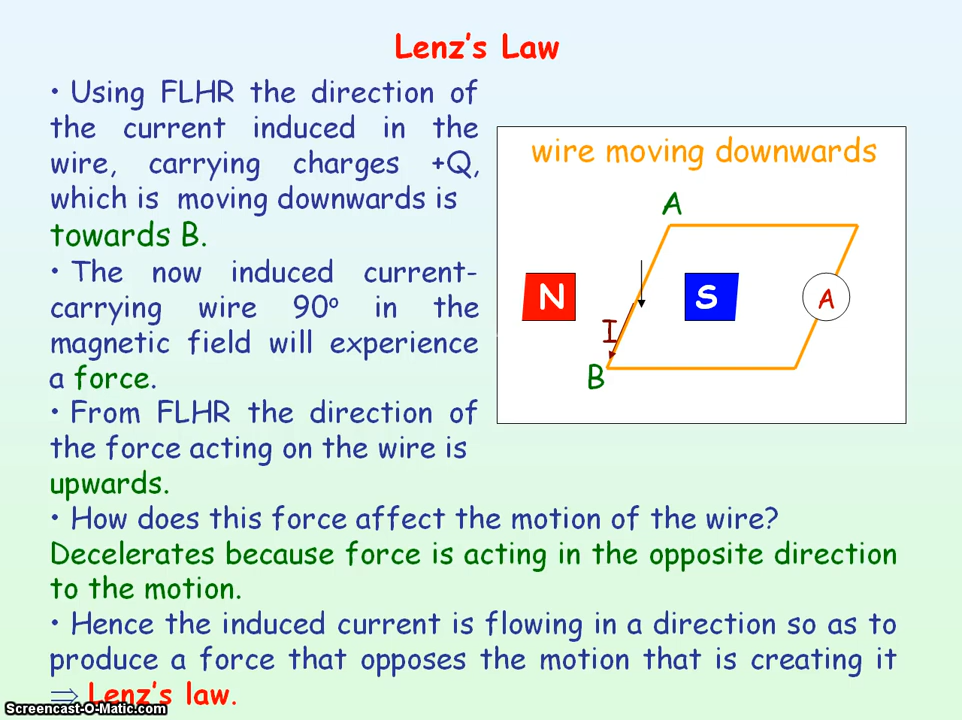 Lenz's Law
• Using FLHR the direction of
the current induced in the
wire, carrying charges +Q,
which is moving downwards is
towards B.
• The now induced current-
carrying wire 90º in the
magnetic field will experience
a force.
• From FLHR the direction of
the force acting on the wire is
upwards.
• How does this force affect the motion of the wire?
Decelerates because force is acting in the opposite direction
to the motion.
• Hence the induced current is flowing in a direction so as to
produce a force that opposes the motion that is creating it
⇒ Lenz's law.
wire moving downwards
A
N
S
A
I
B
Screencast-O-Matic.com